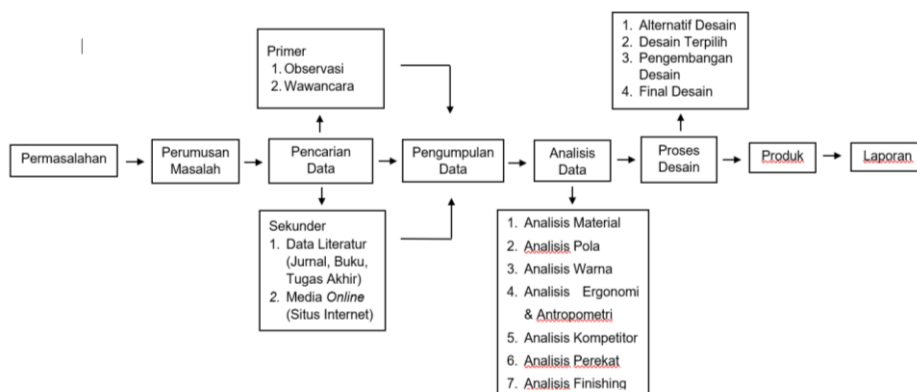 Primer
1. Observasi
2. Wawancara
1. Alternatif Desain
2. Desain Terpilih
3. Pengembangan
Desain
4. Final Desain
Permasalahan
Perumusan
Masalah
Pencarian
Data
Pengumpulan
Data
Analisis
Data
Proses
Desain
Produk
Laporan
Sekunder
1. Data Literatur
(Jurnal, Buku,
Tugas Akhir)
2. Media Online
(Situs Internet)
1. Analisis Material
2. Analisis Pola
3. Analisis Warna
4. Analisis Ergonomi
& Antropometri
5. Analisis Kompetitor
6. Analisis Perekat
7. Analisis Finishing